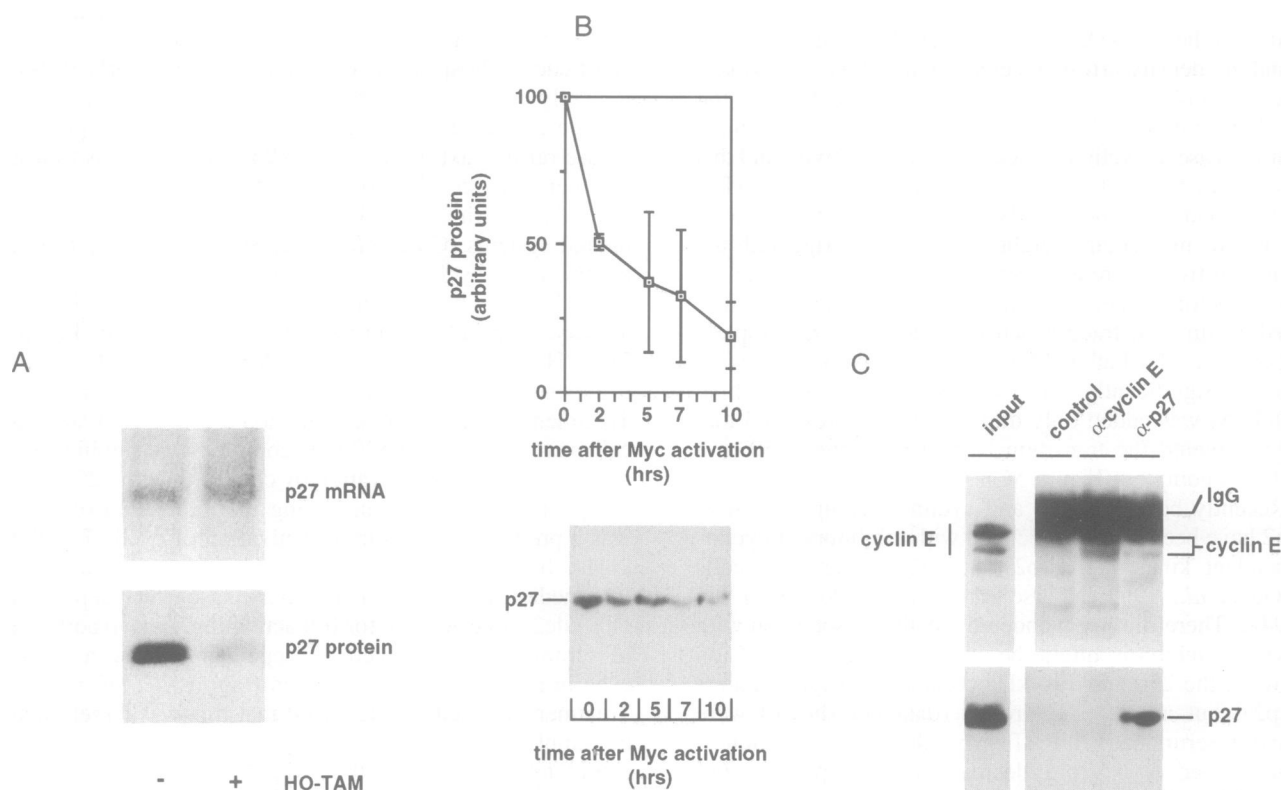 A
p27 mRNA
p27 protein
- + HO-TAM
B
100
50
0
p27 protein
(arbitrary units)
0 2 5 7 10
time after Myc activation
(hrs)
p27
0 2 5 7 10
time after Myc activation
(hrs)
C
input
control
α-cyclin E
α-p27
cyclin E
IgG
cyclin E
p27